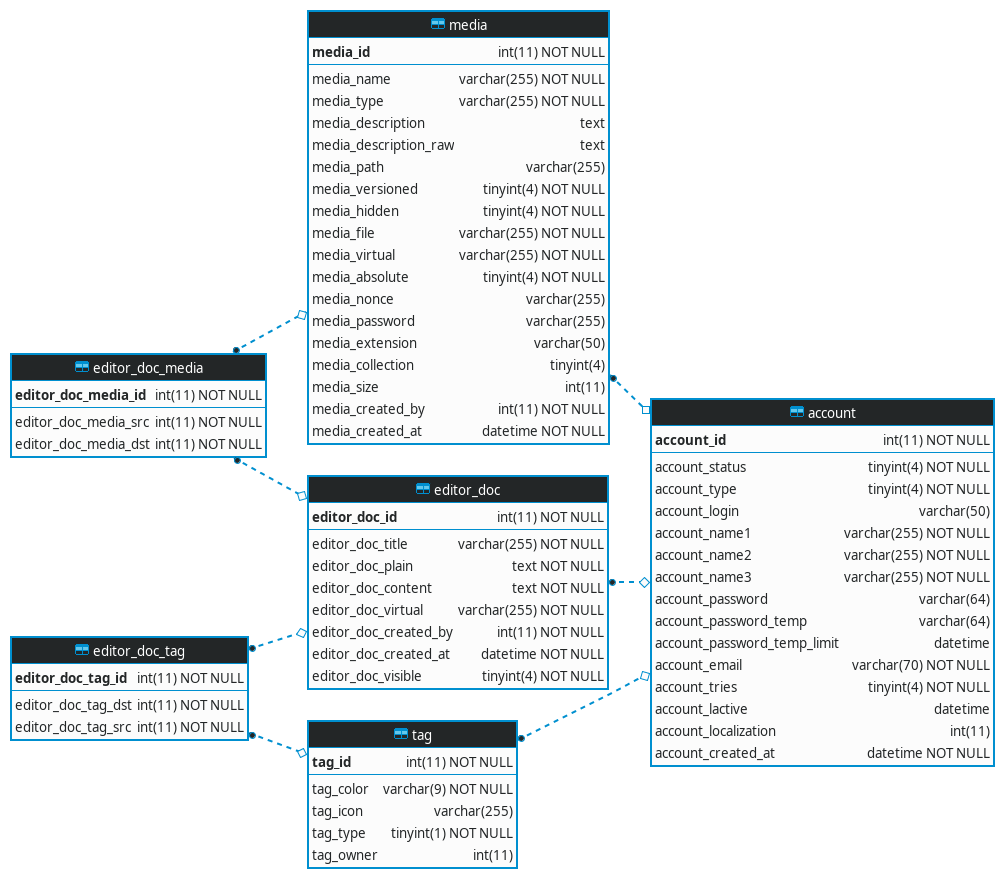 media
media_id int(11) NOT NULL
media_name varchar(255) NOT NULL
media_type varchar(255) NOT NULL
media_description text
media_description_raw text
media_path varchar(255)
media_versioned tinyint(4) NOT NULL
media_hidden tinyint(4) NOT NULL
media_file varchar(255) NOT NULL
media_virtual varchar(255) NOT NULL
media_absolute tinyint(4) NOT NULL
media_nonce varchar(255)
media_password varchar(255)
media_extension varchar(50)
media_collection tinyint(4)
media_size int(11)
media_created_by int(11) NOT NULL
media_created_at datetime NOT NULL
editor_doc_media
editor_doc_media_id int(11) NOT NULL
editor_doc_media_src int(11) NOT NULL
editor_doc_media_dst int(11) NOT NULL
account
account_id int(11) NOT NULL
account_status tinyint(4) NOT NULL
account_type tinyint(4) NOT NULL
account_login varchar(50)
account_name1 varchar(255) NOT NULL
account_name2 varchar(255) NOT NULL
account_name3 varchar(255) NOT NULL
account_password varchar(64)
account_password_temp varchar(64)
account_password_temp_limit datetime
account_email varchar(70) NOT NULL
account_tries tinyint(4) NOT NULL
account_lactive datetime
account_localization int(11)
account_created_at datetime NOT NULL
editor_doc
editor_doc_id int(11) NOT NULL
editor_doc_title varchar(255) NOT NULL
editor_doc_plain text NOT NULL
editor_doc_content text NOT NULL
editor_doc_virtual varchar(255) NOT NULL
editor_doc_created_by int(11) NOT NULL
editor_doc_created_at datetime NOT NULL
editor_doc_visible tinyint(4) NOT NULL
editor_doc_tag
editor_doc_tag_id int(11) NOT NULL
editor_doc_tag_dst int(11) NOT NULL
editor_doc_tag_src int(11) NOT NULL
tag
tag_id int(11) NOT NULL
tag_color varchar(9) NOT NULL
tag_icon varchar(255)
tag_type tinyint(1) NOT NULL
tag_owner int(11)